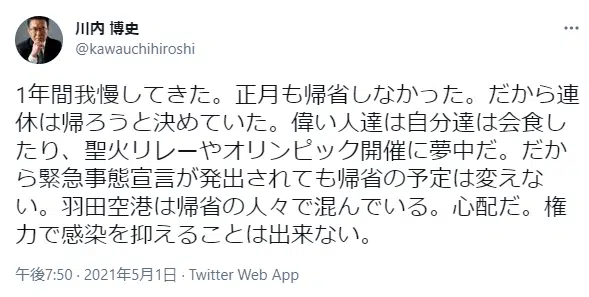 川内 博史
@kawauchihiroshi
1年間我慢してきた。正月も帰省しなかった。だから連
休は帰ろうと決めていた。偉い人達は自分達は会食し
たり、聖火リレーやオリンピック開催に夢中だ。だか
ら緊急事態宣言が発出されても帰省の予定は変えな
い。羽田空港は帰省の人々で混んでいる。心配だ。権
力で感染を抑えることは出来ない。
午後7:50 · 2021年5月1日 · Twitter Web App